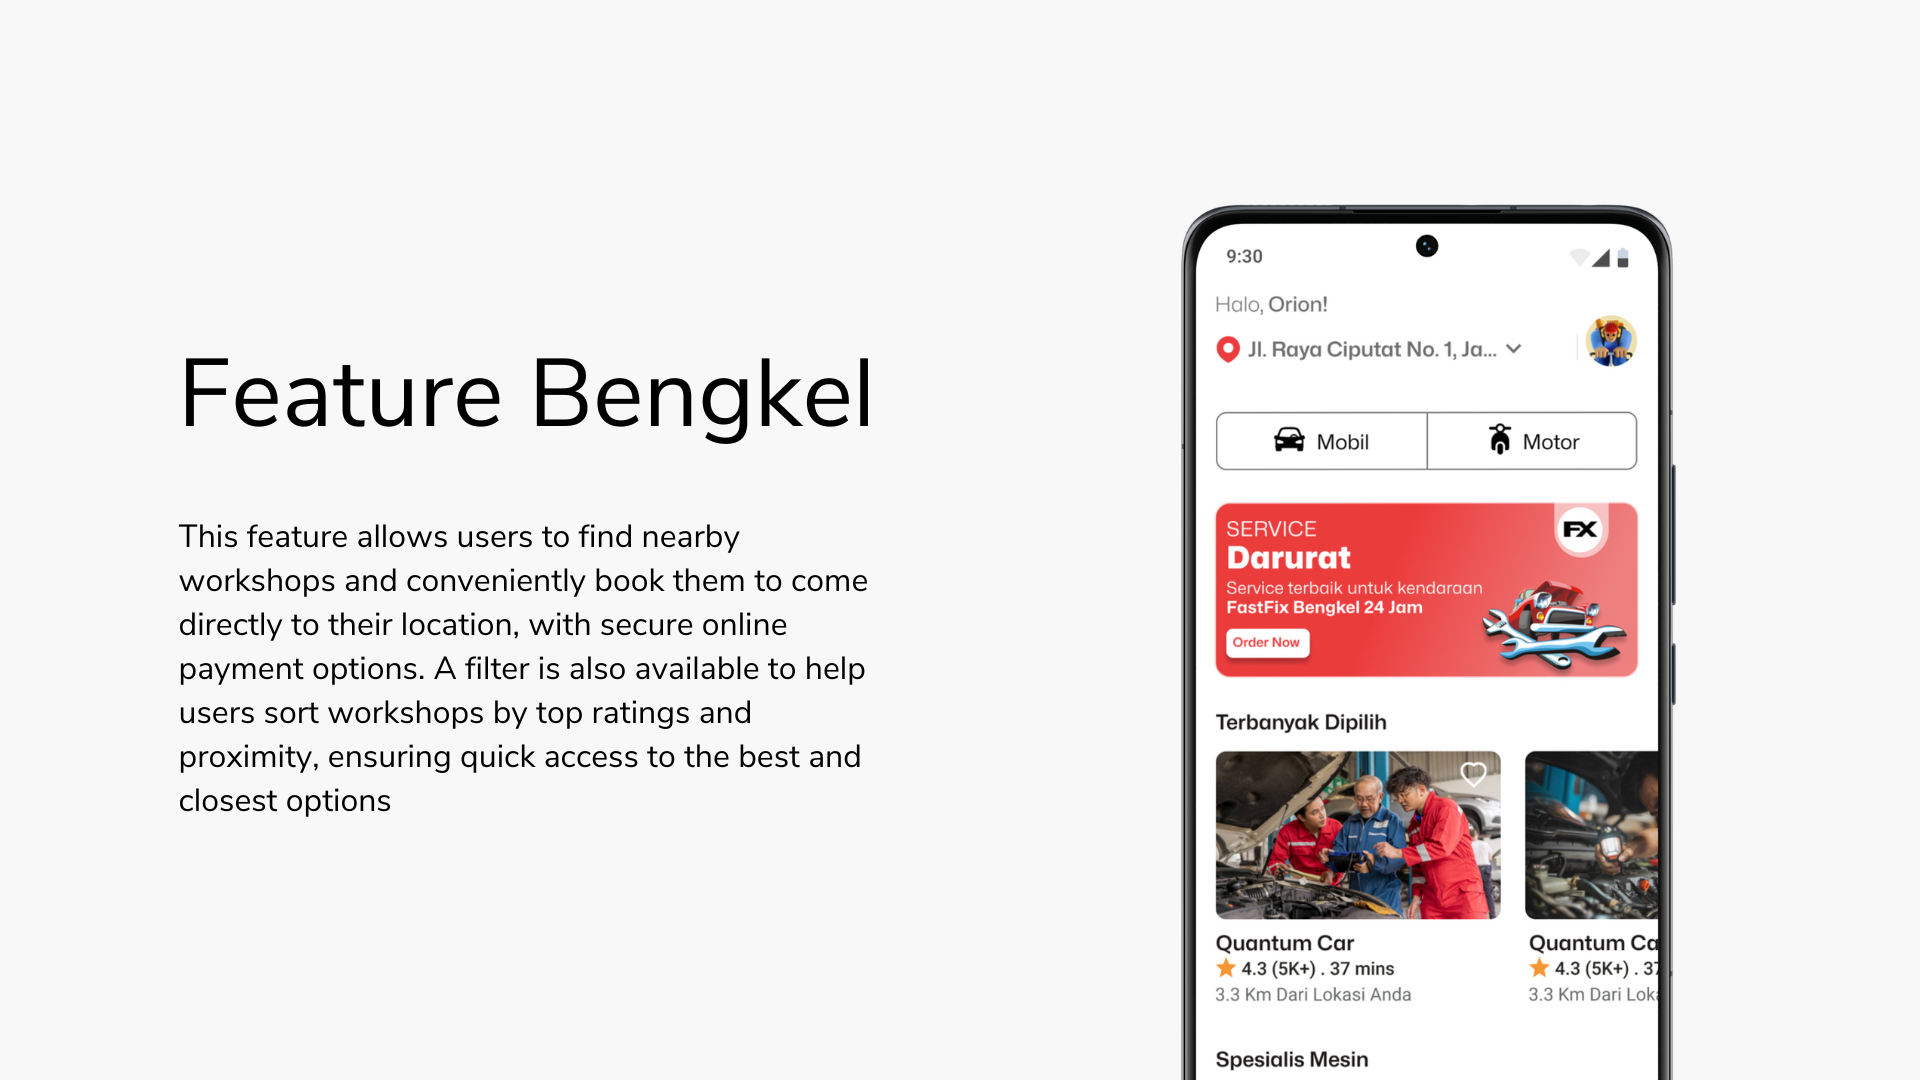 Feature Bengkel
This feature allows users to find nearby
workshops and conveniently book them to come
directly to their location, with secure online
payment options. A filter is also available to help
users sort workshops by top ratings and
proximity, ensuring quick access to the best and
closest options
9:30
Halo, Orion!
Jl. Raya Ciputat No. 1, Ja...
Mobil
Motor
SERVICE
Darurat
Service terbaik untuk kendaraan
FastFix Bengkel 24 Jam
Order Now
FX
Terbanyak Dipilih
Quantum Car
4.3 (5K+) . 37 mins
3.3 Km Dari Lokasi Anda
Quantum Ca
4.3 (5K+) . 37
3.3 Km Dari Lok
Spesialis Mesin